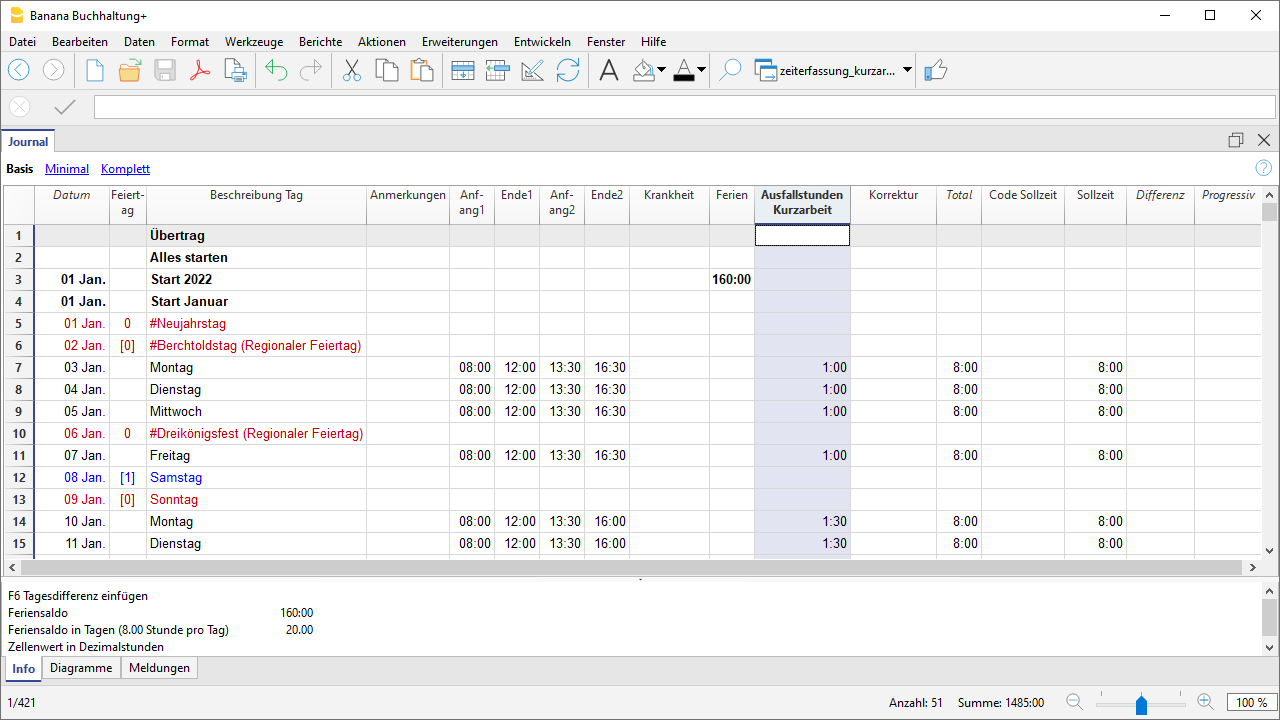 Banana Buchhaltung+
Datei Bearbeiten Daten Format Werkzeuge Berichte Aktionen Erweiterungen Entwickeln Fenster Hilfe
zeiterfassung_kurzar...
Journal
Basis Minimal Komplett
Datum Feiert-ag Beschreibung Tag Anmerkungen Anf-ang1 Ende1 Anf-ang2 Ende2 Krankheit Ferien Ausfallstunden Kurzarbeit Korrektur Total Code Sollzeit Sollzeit Differenz Progressiv
1 Übertrag
2 Alles starten
3 01 Jan. Start 2022 160:00
4 01 Jan. Start Januar
5 01 Jan. 0 #Neujahrstag
6 02 Jan. [0] #Berchtoldstag (Regionaler Feiertag)
7 03 Jan. Montag 08:00 12:00 13:30 16:30 1:00 8:00 8:00
8 04 Jan. Dienstag 08:00 12:00 13:30 16:30 1:00 8:00 8:00
9 05 Jan. Mittwoch 08:00 12:00 13:30 16:30 1:00 8:00 8:00
10 06 Jan. 0 #Dreikönigsfest (Regionaler Feiertag)
11 07 Jan. Freitag 08:00 12:00 13:30 16:30 1:00 8:00 8:00
12 08 Jan. [1] Samstag
13 09 Jan. [0] Sonntag
14 10 Jan. Montag 08:00 12:00 13:30 16:00 1:30 8:00 8:00
15 11 Jan. Dienstag 08:00 12:00 13:30 16:00 1:30 8:00 8:00
F6 Tagesdifferenz einfügen
Feriensaldo 160:00
Feriensaldo in Tagen (8.00 Stunde pro Tag) 20.00
Zellenwert in Dezimalstunden
Info Diagramme Meldungen
1/421 Anzahl: 51 Summe: 1485:00 100 %